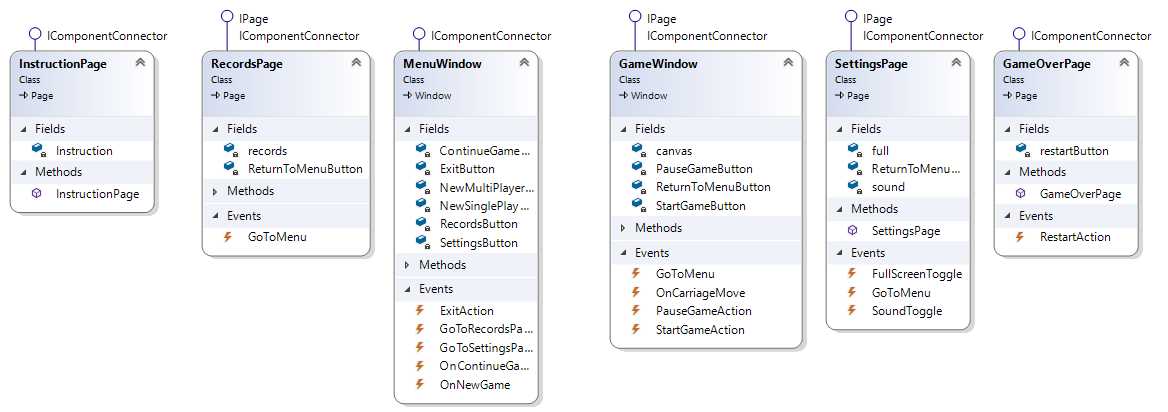 IComponentConnector
InstructionPage
Class
Page
Fields
Instruction
Methods
InstructionPage
IPage
IComponentConnector
RecordsPage
Class
Page
Fields
records
ReturnToMenuButton
Methods
Events
GoToMenu
IComponentConnector
MenuWindow
Class
Window
Fields
ContinueGame...
ExitButton
NewMultiPlayer...
NewSinglePlay...
RecordsButton
SettingsButton
Methods
Events
ExitAction
GoToRecordsPa...
GoToSettingsPa...
OnContinueGa...
OnNewGame
IPage
IComponentConnector
GameWindow
Class
Window
Fields
canvas
PauseGameButton
ReturnToMenuButton
StartGameButton
Methods
Events
GoToMenu
OnCarriageMove
PauseGameAction
StartGameAction
IPage
IComponentConnector
SettingsPage
Class
Page
Fields
full
ReturnToMenu...
sound
Methods
SettingsPage
Events
FullScreenToggle
GoToMenu
SoundToggle
IComponentConnector
GameOverPage
Class
Page
Fields
restartButton
Methods
GameOverPage
Events
RestartAction